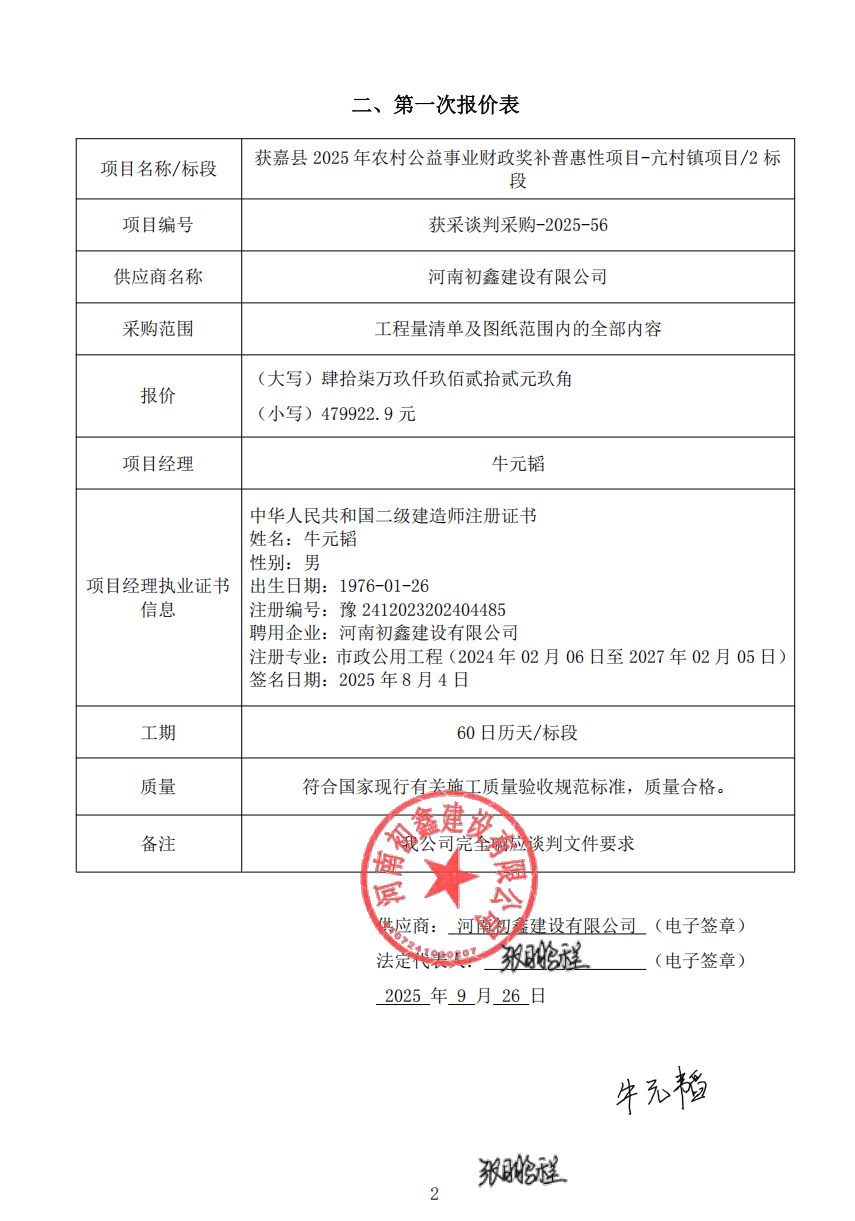 二、第一次报价表
项目名称/标段
获嘉县 2025 年农村公益事业财政奖补普惠性项目-亢村镇项目/2 标
段
项目编号
获采谈判采购-2025-56
供应商名称
河南初鑫建设有限公司
采购范围
工程量清单及图纸范围内的全部内容
报价
（大写）肆拾柒万玖仟玖佰贰拾贰元玖角
（小写）479922.9 元
项目经理
牛元韬
项目经理执业证书
信息
中华人民共和国二级建造师注册证书
姓名：牛元韬
性别：男
出生日期：1976-01-26
注册编号：豫 2412023202404485
聘用企业：河南初鑫建设有限公司
注册专业：市政公用工程（2024 年 02 月 06 日至 2027 年 02 月 05 日）
签名日期：2025 年 8 月 4 日
工期
60 日历天/标段
质量
符合国家现行有关施工质量验收规范标准，质量合格。
备注
我公司完全响应谈判文件要求
河南初鑫建设有限公司
供应商： 河南初鑫建设有限公司 （电子签章）
法定代表人： （电子签章）
2025 年 9 月 26 日
牛元韬
2